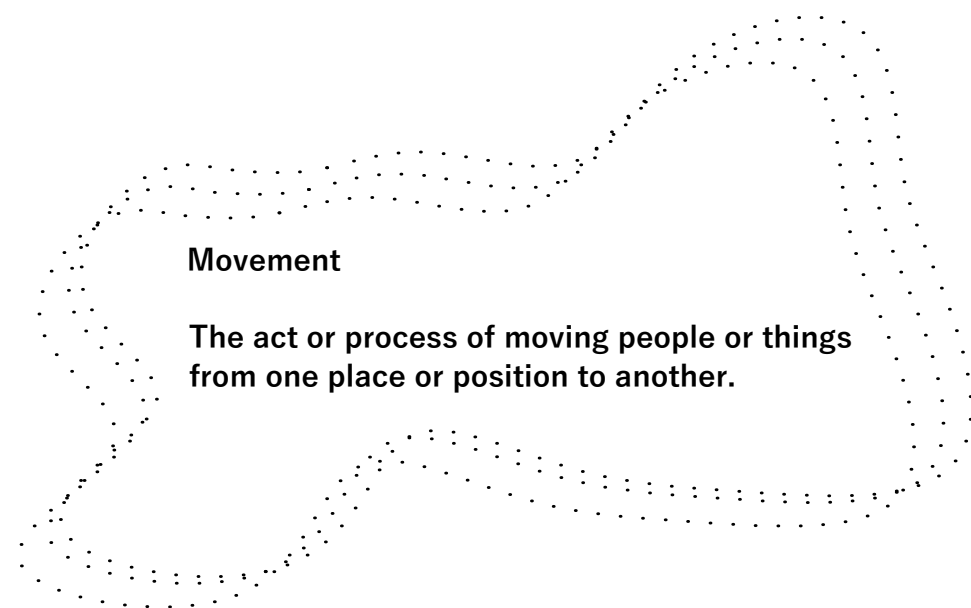 Movement
The act or process of moving people or things
from one place or position to another.